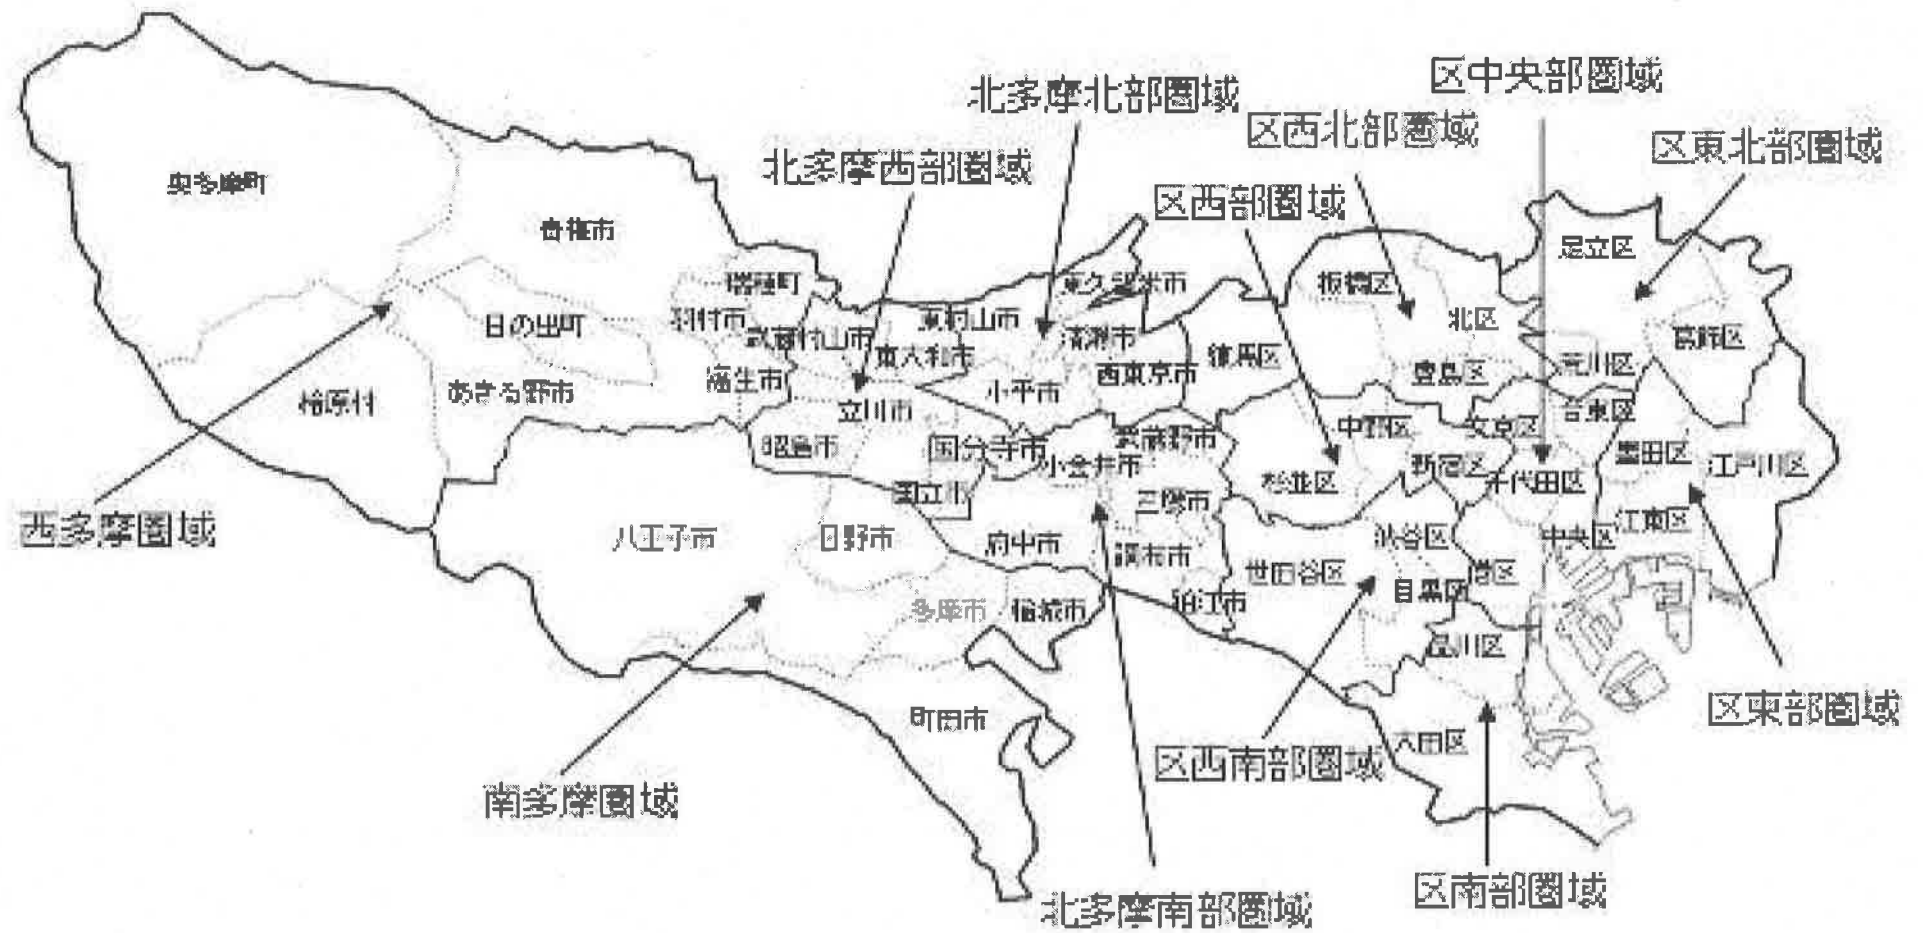 区中央部圏域
北多摩北部圏域
区西北部圏域
区東北部圏域
北多摩西部圏域
区西部圏域
奥多摩町
青梅市
足立区
瑞穂町
東久留米市
板橋区
羽村市
日の出町
武蔵村山市
東村山市
清瀬市
北区
葛飾区
東大和市
練馬区
荒川区
福生市
西東京市
豊島区
あきる野市
小平市
檜原村
立川市
台東区
中野区
文京区
昭島市
国分寺市
武蔵野市
小金井市
新宿区
墨田区
江戸川区
杉並区
千代田区
国立市
三鷹市
西多摩圏域
江東区
八王子市
日野市
府中市
渋谷区
中央区
調布市
世田谷区
港区
目黒区
多摩市
稲城市
狛江市
品川区
区東部圏域
町田市
大田区
区西南部圏域
南多摩圏域
区南部圏域
北多摩南部圏域